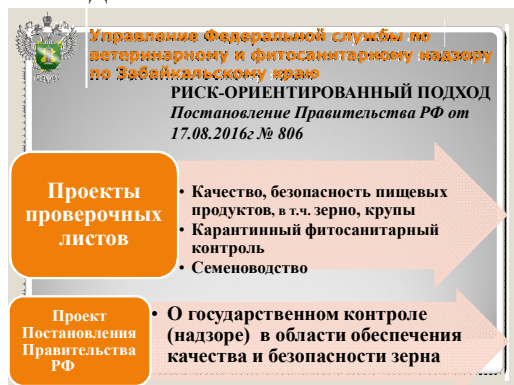 Управление Федеральной службы по
ветеринарному и фитосанитарному надзору
по Забайкальскому краю
РИСК-ОРИЕНТИРОВАННЫЙ ПОДХОД
Постановление Правительства РФ от
17.08.2016г № 806
Проекты
проверочных
листов
• Качество, безопасность пищевых
продуктов, в т.ч. зерно, крупы
• Карантинный фитосанитарный
контроль
• Семеноводство
Проект
Постановления
Правительства
РФ
• О государственном контроле
(надзоре) в области обеспечения
качества и безопасности зерна